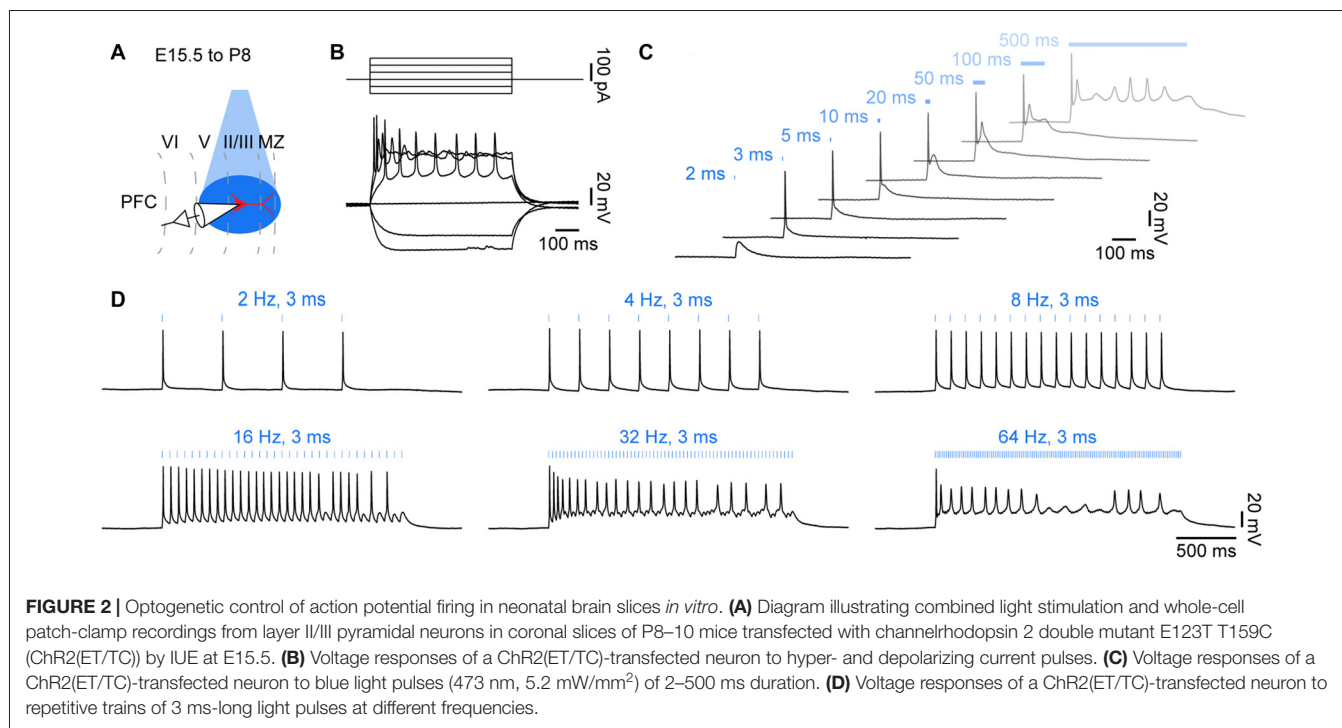 A
E15.5 to P8
VI V II/III MZ
PFC
B
100 pA
20 mV
100 ms
C
500 ms
100 ms
50 ms
20 ms
10 ms
5 ms
3 ms
2 ms
20 mV
100 ms
D
2 Hz, 3 ms
4 Hz, 3 ms
8 Hz, 3 ms
16 Hz, 3 ms
32 Hz, 3 ms
64 Hz, 3 ms
20 mV
500 ms
FIGURE 2 | Optogenetic control of action potential firing in neonatal brain slices in vitro. (A) Diagram illustrating combined light stimulation and whole-cell
patch-clamp recordings from layer II/III pyramidal neurons in coronal slices of P8–10 mice transfected with channelrhodopsin 2 double mutant E123T T159C
(ChR2(ET/TC)) by IUE at E15.5. (B) Voltage responses of a ChR2(ET/TC)-transfected neuron to hyper- and depolarizing current pulses. (C) Voltage responses of a
ChR2(ET/TC)-transfected neuron to blue light pulses (473 nm, 5.2 mW/mm²) of 2–500 ms duration. (D) Voltage responses of a ChR2(ET/TC)-transfected neuron to
repetitive trains of 3 ms-long light pulses at different frequencies.